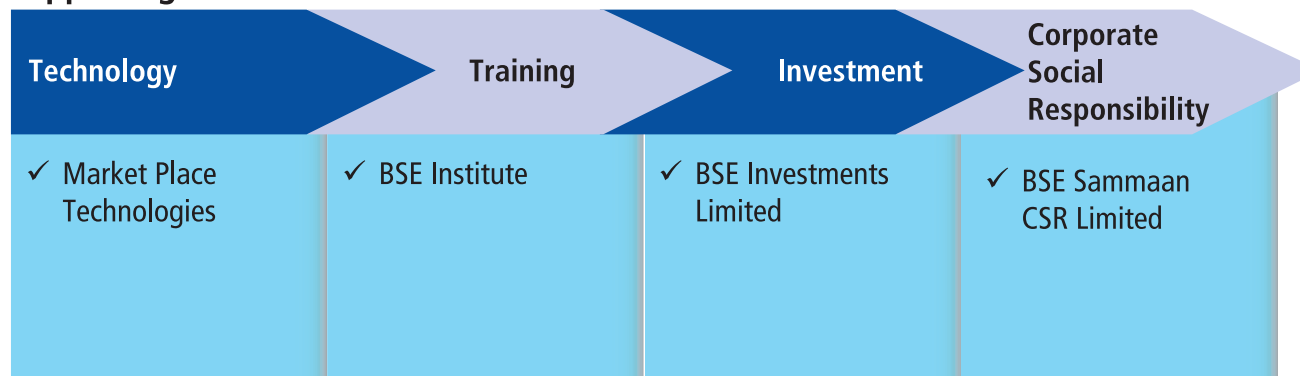 Technology
Training
Investment
Corporate
Social
Responsibility
✓ Market Place
Technologies
✓ BSE Institute
✓ BSE Investments
Limited
✓ BSE Sammaan
CSR Limited